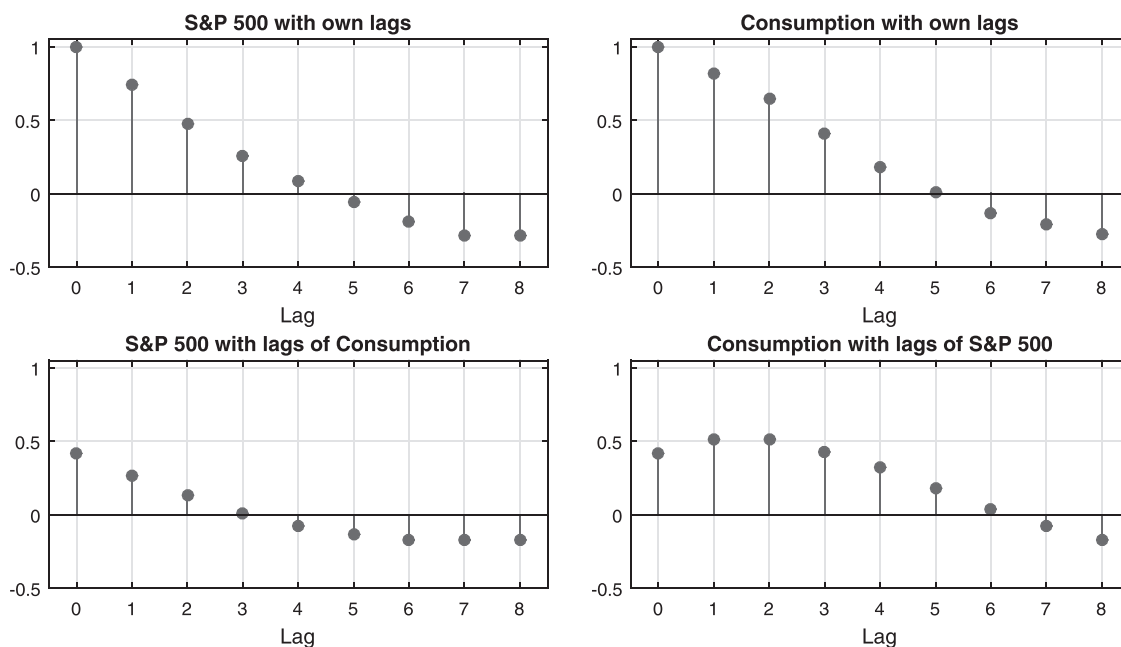 S&P 500 with own lags
1
0.5
0
-0.5
0 1 2 3 4 5 6 7 8
Lag
Consumption with own lags
1
0.5
0
-0.5
0 1 2 3 4 5 6 7 8
Lag
S&P 500 with lags of Consumption
1
0.5
0
-0.5
0 1 2 3 4 5 6 7 8
Lag
Consumption with lags of S&P 500
1
0.5
0
-0.5
0 1 2 3 4 5 6 7 8
Lag